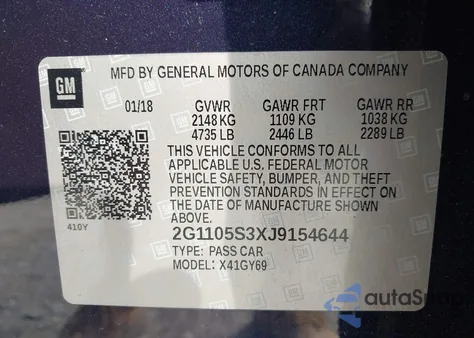 GM
MFD BY GENERAL MOTORS OF CANADA COMPANY
01/18 GVWR GAWR FRT GAWR RR
2148 KG 1109 KG 1038 KG
4735 LB 2446 LB 2289 LB
THIS VEHICLE CONFORMS TO ALL
APPLICABLE U.S. FEDERAL MOTOR
VEHICLE SAFETY, BUMPER, AND THEFT
PREVENTION STANDARDS IN EFFECT ON
THE DATE OF MANUFACTURE SHOWN
ABOVE.
410Y
2G1105S3XJ9154644
TYPE: PASS CAR
MODEL: X41GY69